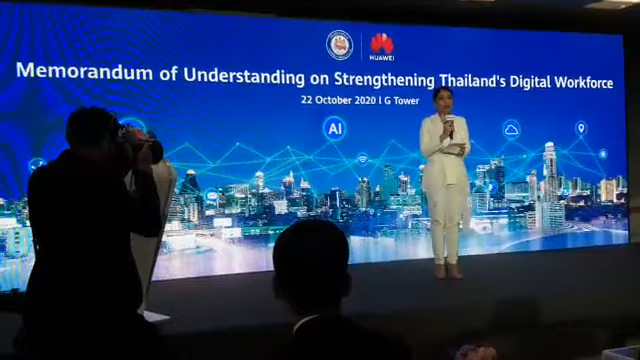 HUAWEI
Memorandum of Understanding on Strengthening Thailand's Digital Workforce
22 October 2020 I G Tower
AI